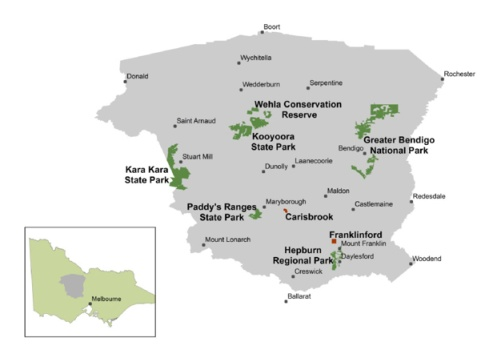 Boort
Wychitella
Donald
Rochester
Wedderburn
Serpentine
Wehla Conservation
Reserve
Saint Arnaud
Kooyoora
State Park
Greater Bendigo
National Park
Bendigo
Stuart Mill
Kara Kara
State Park
Laanecoorie
Dunolly
Maldon
Redesdale
Paddy's Ranges
State Park
Maryborough
Carisbrook
Castlemaine
Franklinford
Mount Lonarch
Mount Franklin
Hepburn
Regional Park
Daylesford
Woodend
Creswick
Ballarat
Melbourne